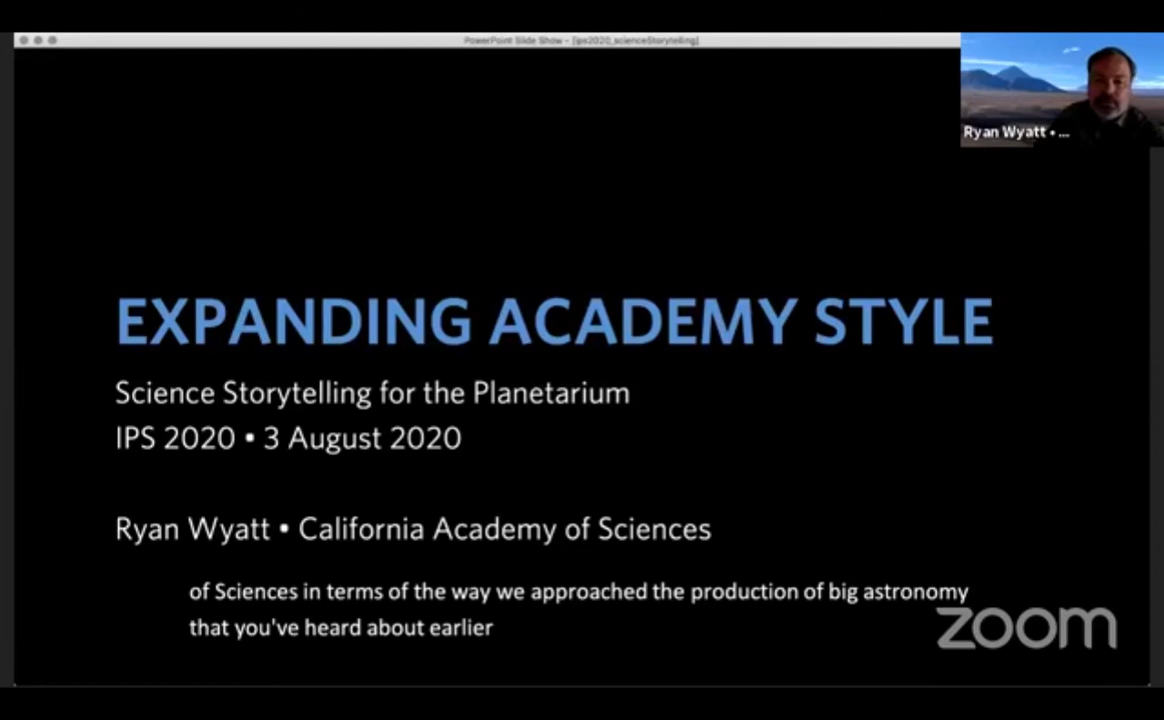 PowerPoint Slide Show - [ips2020_scienceStorytelling]
Ryan Wyatt • ...
EXPANDING ACADEMY STYLE
Science Storytelling for the Planetarium
IPS 2020 • 3 August 2020
Ryan Wyatt • California Academy of Sciences
of Sciences in terms of the way we approached the production of big astronomy
that you've heard about earlier
zoom